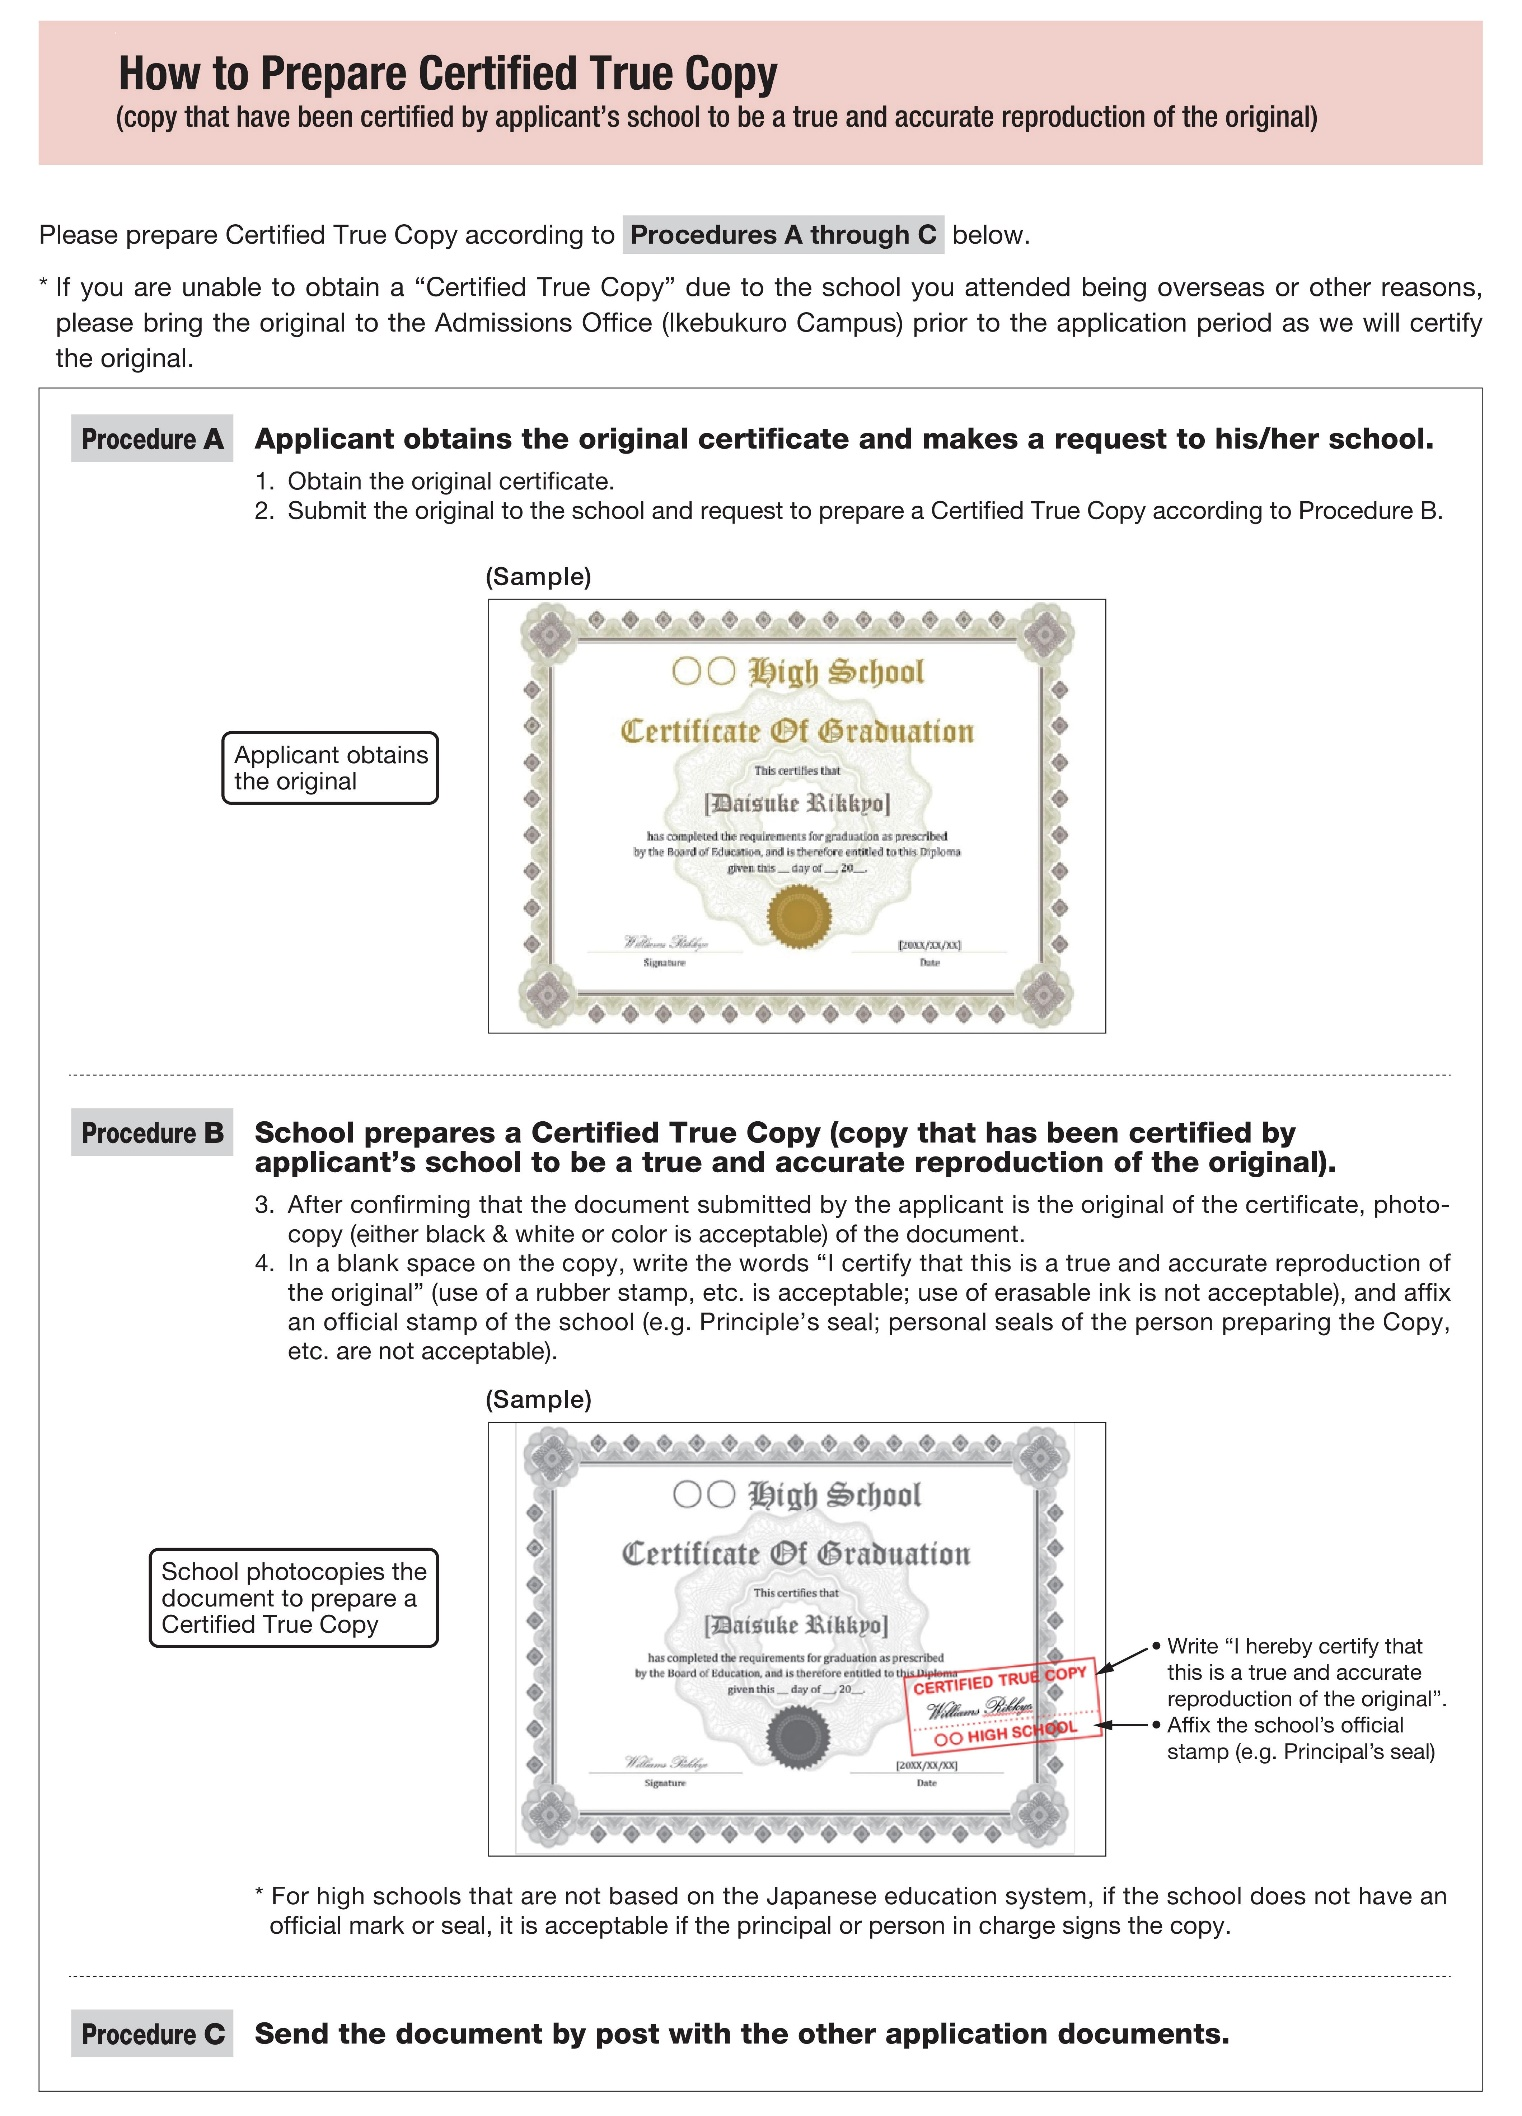 How to Prepare Certified True Copy
(copy that have been certified by applicant's school to be a true and accurate reproduction of the original)
Please prepare Certified True Copy according to Procedures A through C below.
* If you are unable to obtain a “Certified True Copy” due to the school you attended being overseas or other reasons,
please bring the original to the Admissions Office (Ikebukuro Campus) prior to the application period as we will certify
the original.
Procedure A Applicant obtains the original certificate and makes a request to his/her school.
1. Obtain the original certificate.
2. Submit the original to the school and request to prepare a Certified True Copy according to Procedure B.
(Sample)
Applicant obtains
the original
○○ High School
Certificate Of Graduation
This certifies that
[Daisuke Rikkyo]
has completed the requirements for graduation as prescribed
by the Board of Education, and is therefore entitled to this Diploma
given this __ day of __, 20__.
Williams Rikkyo
Signature
[20XX/XX/XX]
Date
Procedure B School prepares a Certified True Copy (copy that has been certified by
applicant's school to be a true and accurate reproduction of the original).
3. After confirming that the document submitted by the applicant is the original of the certificate, photo-
copy (either black & white or color is acceptable) of the document.
4. In a blank space on the copy, write the words “I certify that this is a true and accurate reproduction of
the original” (use of a rubber stamp, etc. is acceptable; use of erasable ink is not acceptable), and affix
an official stamp of the school (e.g. Principle's seal; personal seals of the person preparing the Copy,
etc. are not acceptable).
(Sample)
School photocopies the
document to prepare a
Certified True Copy
○○ High School
Certificate Of Graduation
This certifies that
[Daisuke Rikkyo]
has completed the requirements for graduation as prescribed
by the Board of Education, and is therefore entitled to this Diploma
given this __ day of __, 20__.
Williams Rikkyo
Signature
[20XX/XX/XX]
Date
CERTIFIED TRUE COPY
Williams Rikkyo
○○ HIGH SCHOOL
• Write “I hereby certify that
this is a true and accurate
reproduction of the original”.
• Affix the school's official
stamp (e.g. Principal's seal)
* For high schools that are not based on the Japanese education system, if the school does not have an
official mark or seal, it is acceptable if the principal or person in charge signs the copy.
Procedure C Send the document by post with the other application documents.